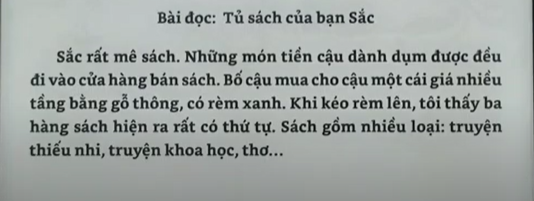 Bài đọc: Tủ sách của bạn Sắc
Sắc rất mê sách. Những món tiền cậu dành dụm được đều
đi vào cửa hàng bán sách. Bố cậu mua cho cậu một cái giá nhiều
tầng bằng gỗ thông, có rèm xanh. Khi kéo rèm lên, tôi thấy ba
hàng sách hiện ra rất có thứ tự. Sách gồm nhiều loại: truyện
thiếu nhi, truyện khoa học, thơ...